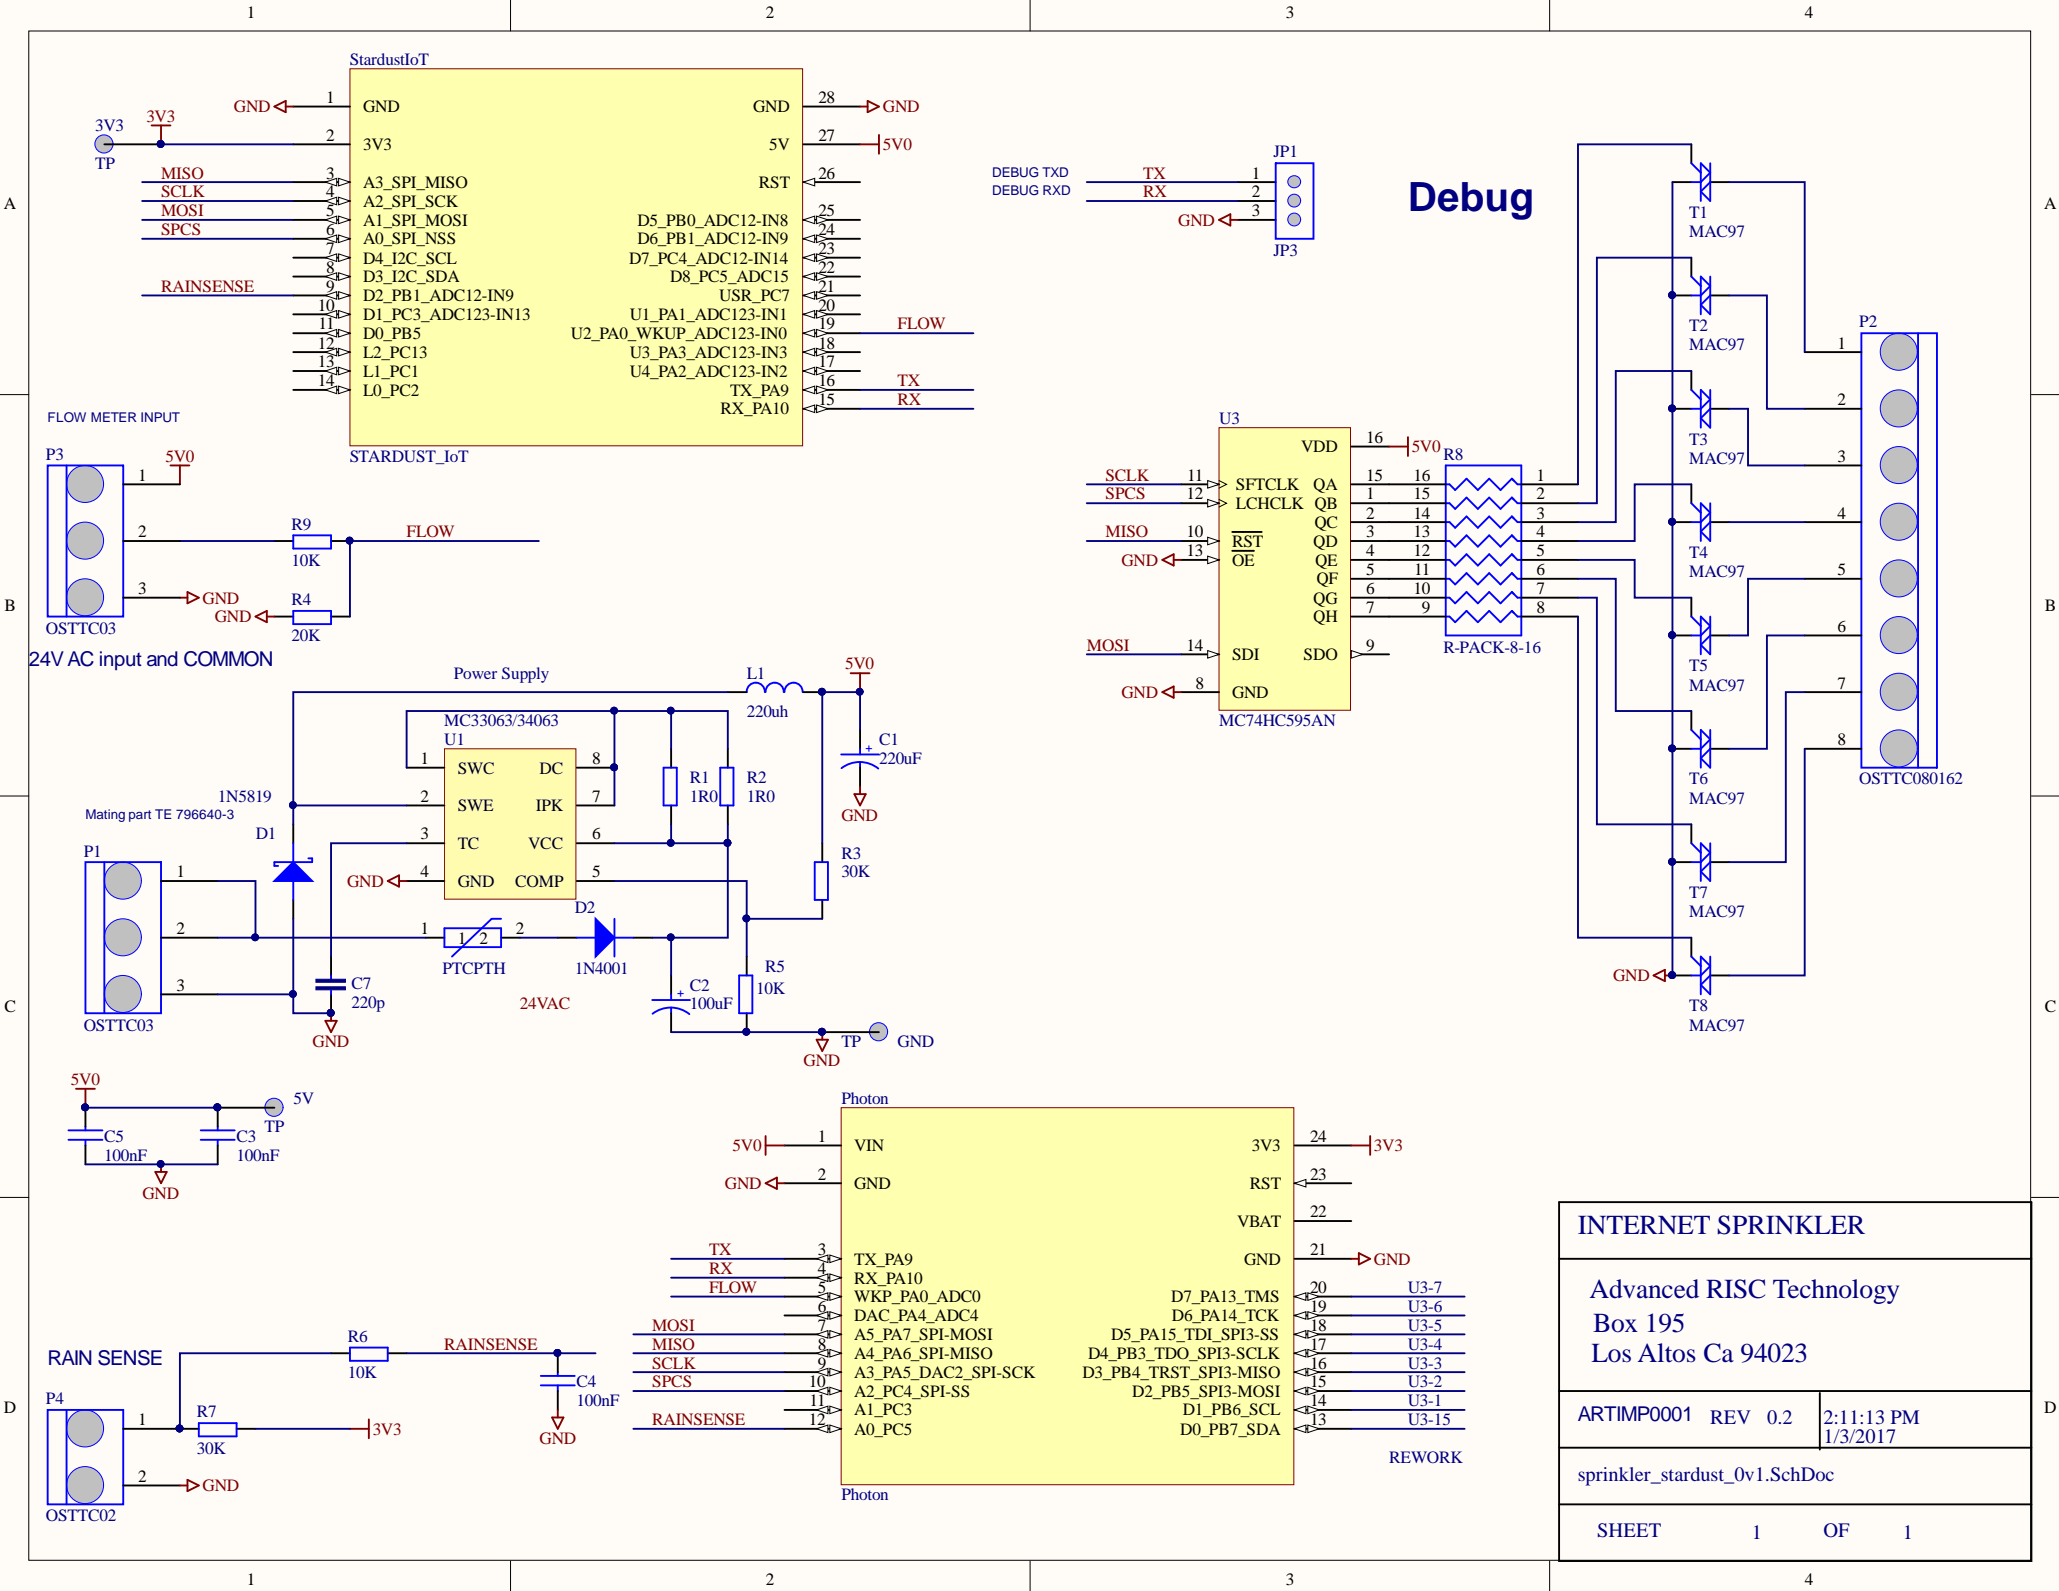 1 2 3 4
A
B
C
D
A
B
C
D
StardustIoT
GND 1 GND
3V3 3V3 2 3V3
TP
MISO 3 A3_SPI_MISO
SCLK 4 A2_SPI_SCK
MOSI 5 A1_SPI_MOSI
SPCS 6 A0_SPI_NSS
7 D4_I2C_SCL
8 D3_I2C_SDA
RAINSENSE 9 D2_PB1_ADC12-IN9
10 D1_PC3_ADC123-IN13
11 D0_PB5
12 L2_PC13
13 L1_PC1
14 L0_PC2
GND 28 GND
5V 27 5V0
RST 26
D5_PB0_ADC12-IN8 25
D6_PB1_ADC12-IN9 24
D7_PC4_ADC12-IN14 23
D8_PC5_ADC15 22
USR_PC7 21
U1_PA1_ADC123-IN1 20
U2_PA0_WKUP_ADC123-IN0 19 FLOW
U3_PA3_ADC123-IN3 18
U4_PA2_ADC123-IN2 17
TX_PA9 16 TX
RX_PA10 15 RX
STARDUST_IoT
DEBUG TXD TX 1
DEBUG RXD RX 2
GND 3
JP1
JP3
Debug
FLOW METER INPUT
P3
1 5V0
2 R9 10K FLOW
3 GND
GND R4 20K
OSTTC03
24V AC input and COMMON
Power Supply
L1
220uh
5V0
C1
220uF
GND
MC33063/34063
U1
1 SWC DC 8
2 SWE IPK 7
3 TC VCC 6
GND 4 GND COMP 5
R1
1R0
R2
1R0
R3
30K
1N5819
D1
Mating part TE 796640-3
P1
1
2
3
OSTTC03
1 1 2 2
PTCPTH
D2
1N4001
C7
220p
GND
24VAC
C2
100uF
R5
10K
GND
TP GND
5V0
5V
TP
C5
100nF
C3
100nF
GND
RAIN SENSE
P4
1
2 GND
OSTTC02
R6
10K
RAINSENSE
C4
100nF
GND
R7
30K
3V3
U3
VDD 16 5V0
SCLK 11 SFTCLK QA 15
SPCS 12 LCHCLK QB 1
QC 2
MISO 10 RST QD 3
GND 13 OE QE 4
QF 5
QG 6
QH 7
MOSI 14 SDI SDO 9
GND 8 GND
MC74HC595AN
R8
16 1
15 2
14 3
13 4
12 5
11 6
10 7
9 8
R-PACK-8-16
T1
MAC97
T2
MAC97
T3
MAC97
T4
MAC97
T5
MAC97
T6
MAC97
T7
MAC97
GND
T8
MAC97
P2
1
2
3
4
5
6
7
8
OSTTC080162
Photon
5V0 1 VIN
GND 2 GND
TX 3 TX_PA9
RX 4 RX_PA10
FLOW 5 WKP_PA0_ADC0
6 DAC_PA4_ADC4
MOSI 7 A5_PA7_SPI-MOSI
MISO 8 A4_PA6_SPI-MISO
SCLK 9 A3_PA5_DAC2_SPI-SCK
SPCS 10 A2_PC4_SPI-SS
11 A1_PC3
RAINSENSE 12 A0_PC5
3V3 24 3V3
RST 23
VBAT 22
GND 21 GND
D7_PA13_TMS 20 U3-7
D6_PA14_TCK 19 U3-6
D5_PA15_TDI_SPI3-SS 18 U3-5
D4_PB3_TDO_SPI3-SCLK 17 U3-4
D3_PB4_TRST_SPI3-MISO 16 U3-3
D2_PB5_SPI3-MOSI 15 U3-2
D1_PB6_SCL 14 U3-1
D0_PB7_SDA 13 U3-15
REWORK
Photon
INTERNET SPRINKLER
Advanced RISC Technology
Box 195
Los Altos Ca 94023
ARTIMP0001 REV 0.2 2:11:13 PM
1/3/2017
sprinkler_stardust_0v1.SchDoc
SHEET 1 OF 1
1 2 3 4